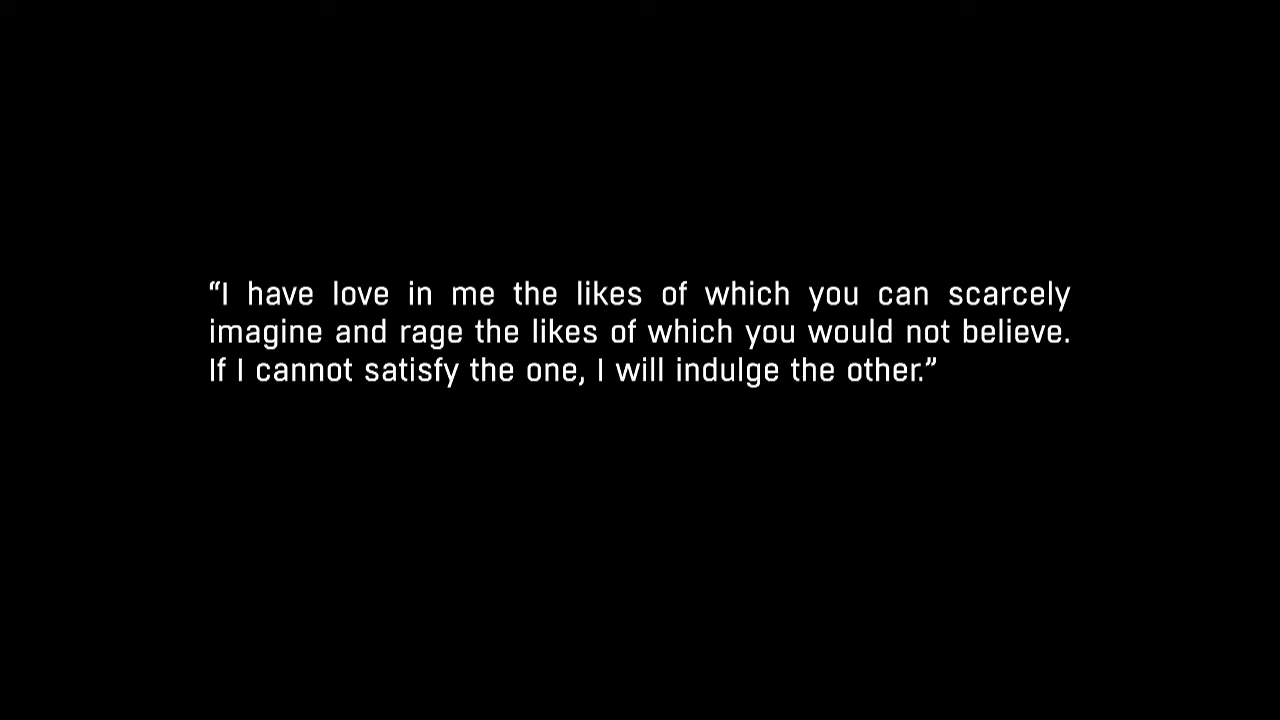 “I have love in me the likes of which you can scarcely
imagine and rage the likes of which you would not believe.
If I cannot satisfy the one, I will indulge the other.”